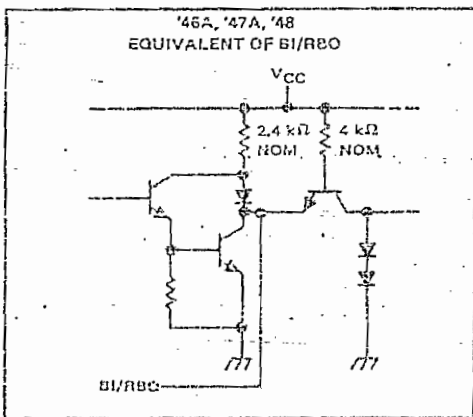 '46A, '47A, '48
EQUIVALENT OF BI/RBO
VCC
2.4 kΩ
NOM
4 kΩ
NOM
BI/RBO